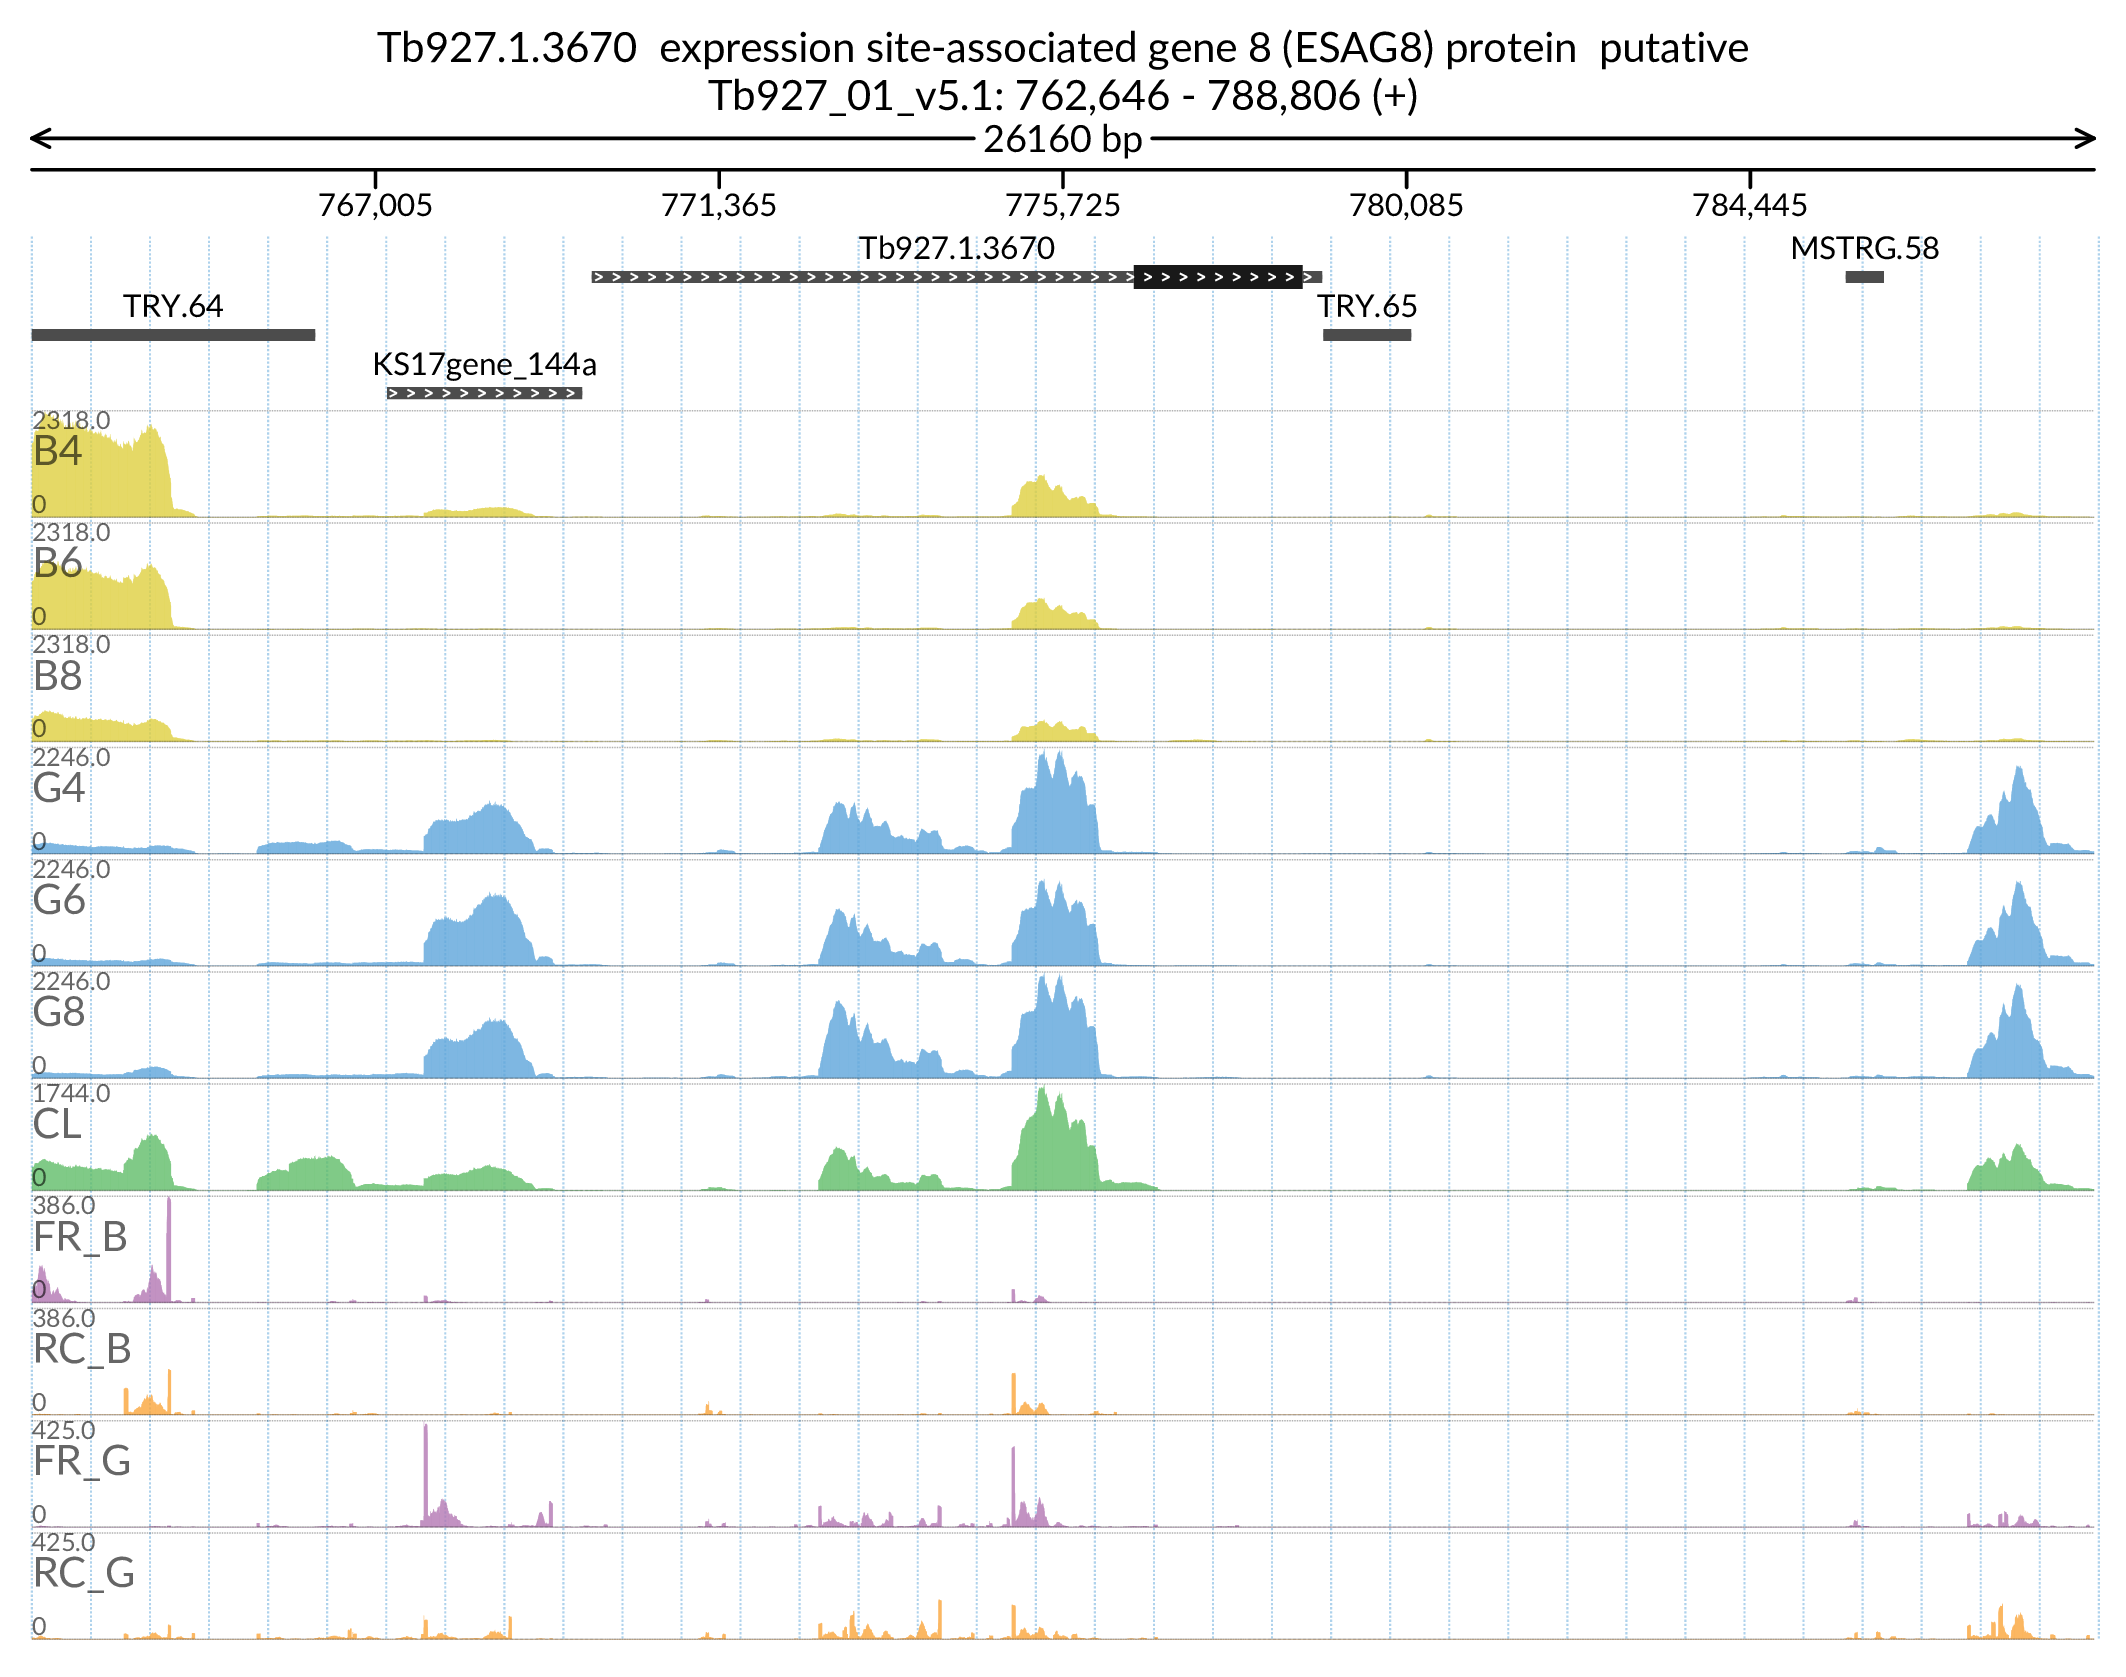 Tb927.1.3670  expression site-associated gene 8 (ESAG8) protein  putative
Tb927_01_v5.1: 762,646 - 788,806 (+)
26160 bp
767,005 771,365 775,725 780,085 784,445
Tb927.1.3670 MSTRG.58
TRY.64 TRY.65
KS17gene_144a
2318.0
B4
0
2318.0
B6
0
2318.0
B8
0
2246.0
G4
0
2246.0
G6
0
2246.0
G8
0
1744.0
CL
0
386.0
FR_B
0
386.0
RC_B
0
425.0
FR_G
0
425.0
RC_G
0